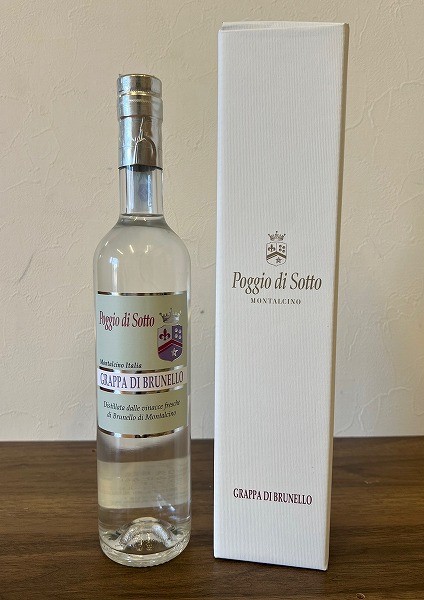 Poggio di Sotto
Montalcino Italia
GRAPPA DI BRUNELLO
Distillata dalle vinacce fresche
di Brunello di Montalcino
Poggio di Sotto
MONTALCINO
GRAPPA DI BRUNELLO